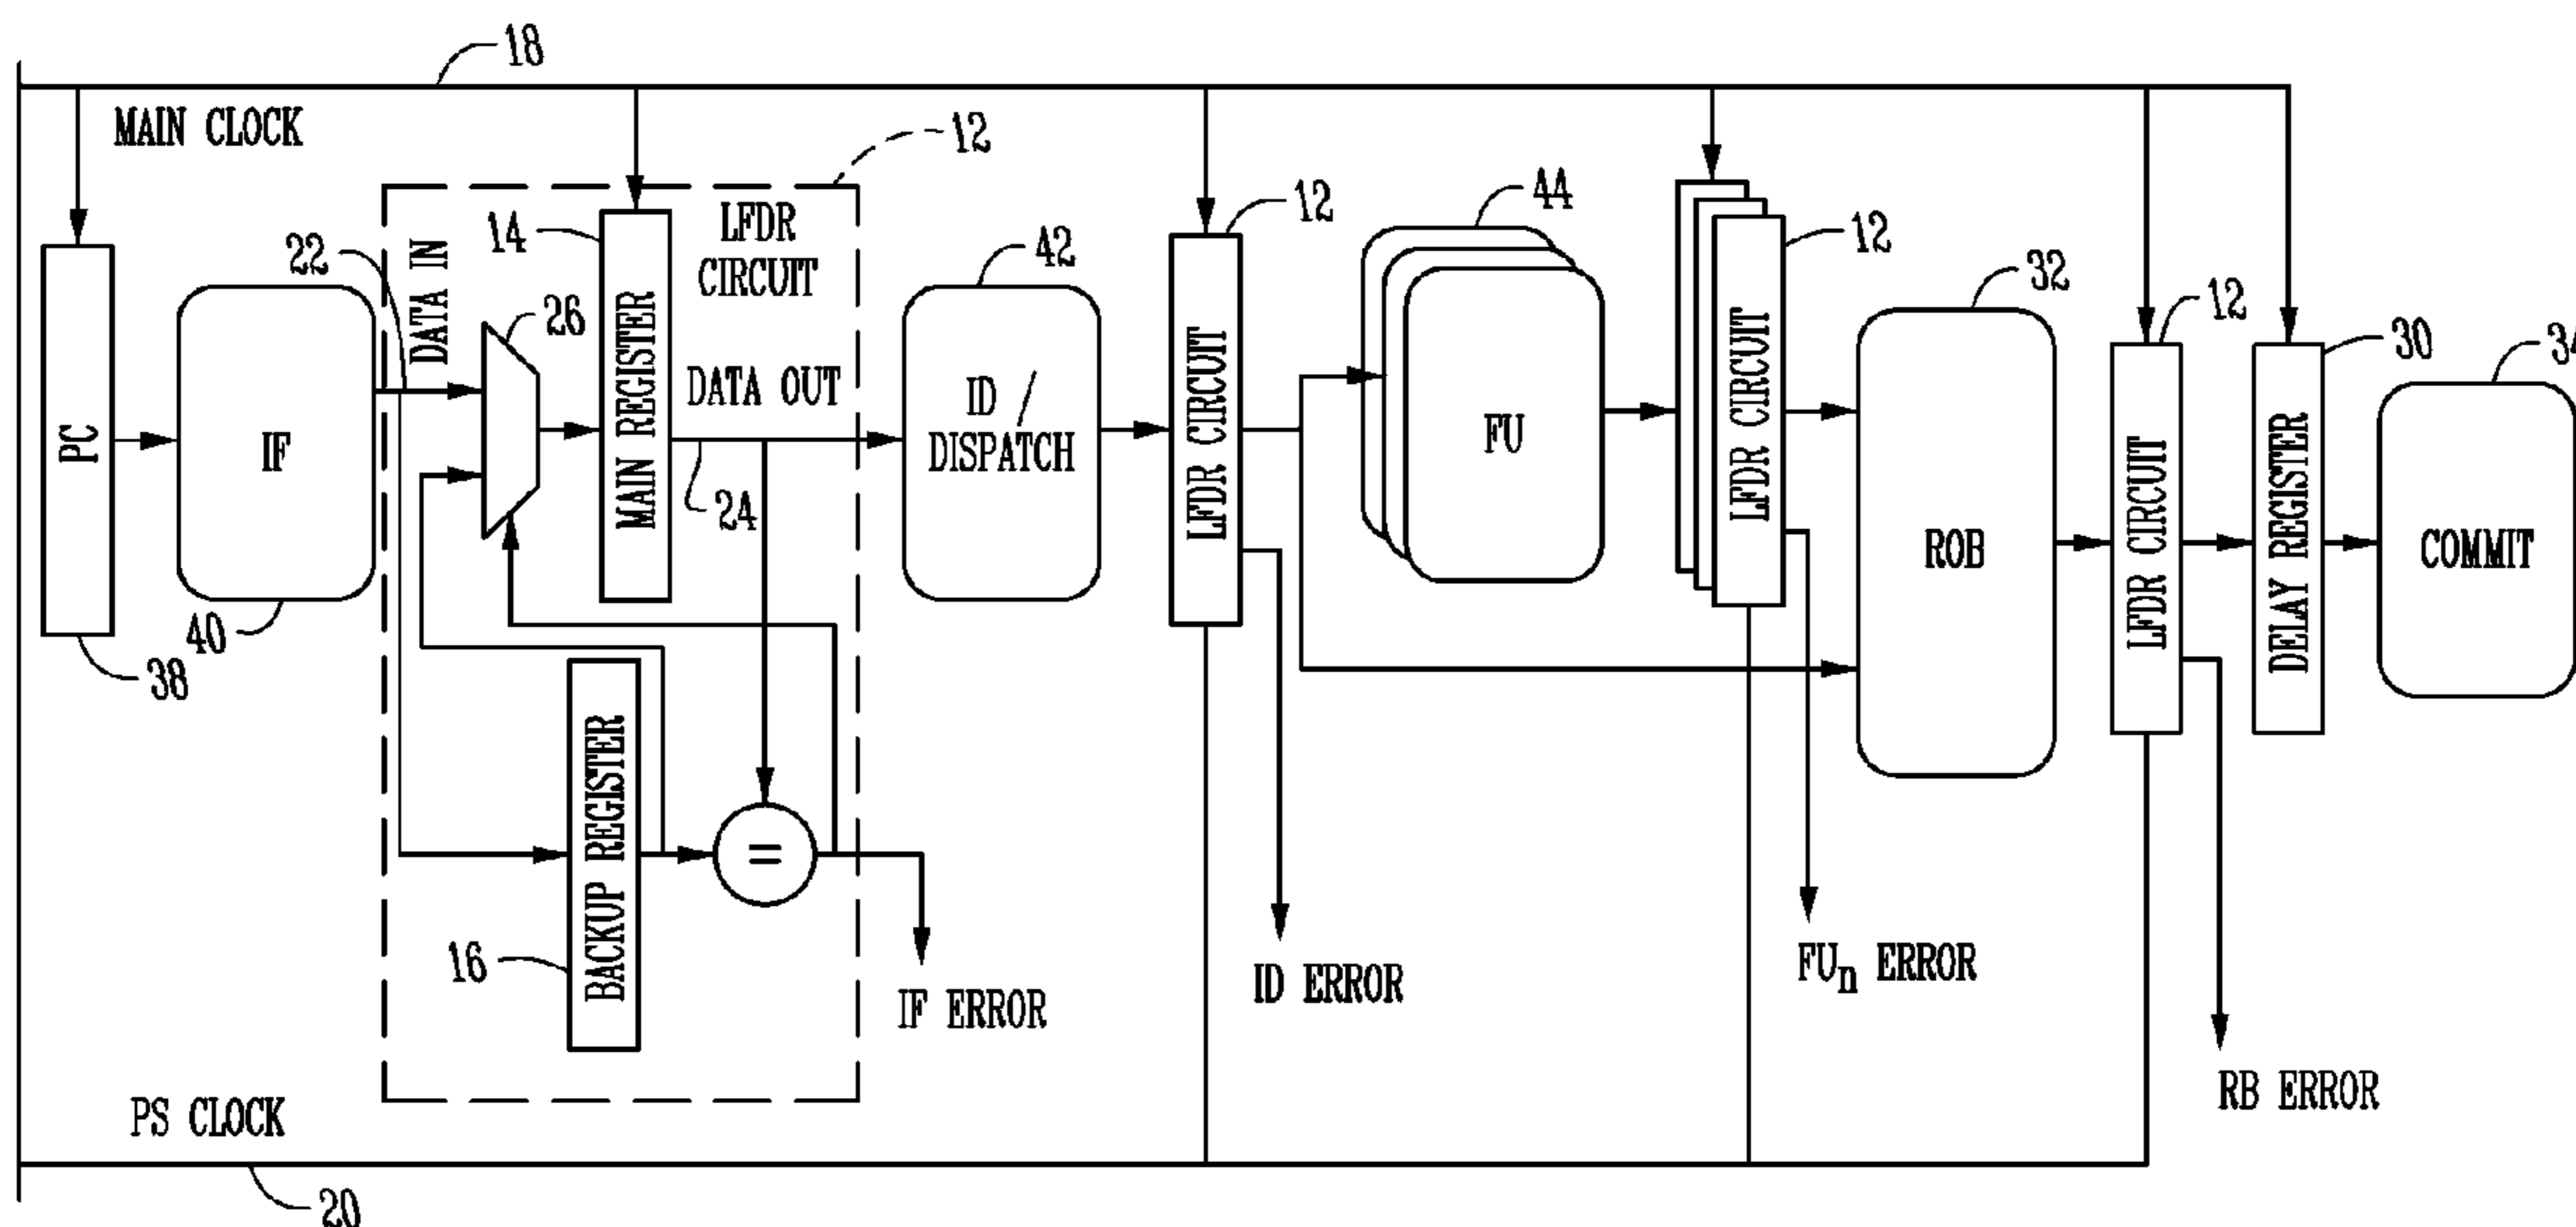 18
MAIN CLOCK
12
14
LFDR
CIRCUIT
22
DATA IN
26
MAIN REGISTER
DATA OUT
24
PC
IF
40
38
42
ID /
DISPATCH
12
LFDR CIRCUIT
44
FU
12
LFDR CIRCUIT
32
ROB
12
LFDR CIRCUIT
30
DELAY REGISTER
COMMIT
BACKUP REGISTER
=
16
IF ERROR
ID ERROR
FUn ERROR
RB ERROR
PS CLOCK
20